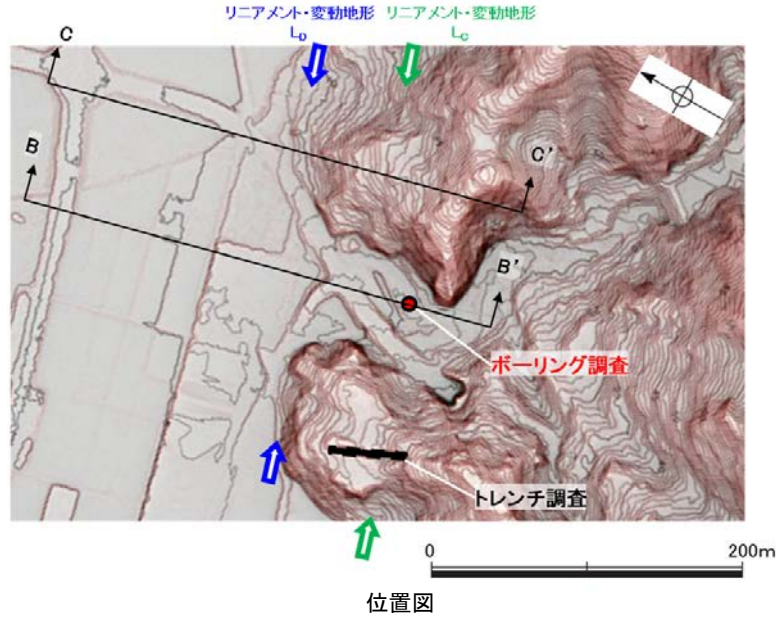 リニアメント・変動地形
L_D
リニアメント・変動地形
L_C
C
B
C'
B'
ボーリング調査
トレンチ調査
0
200m
位置図